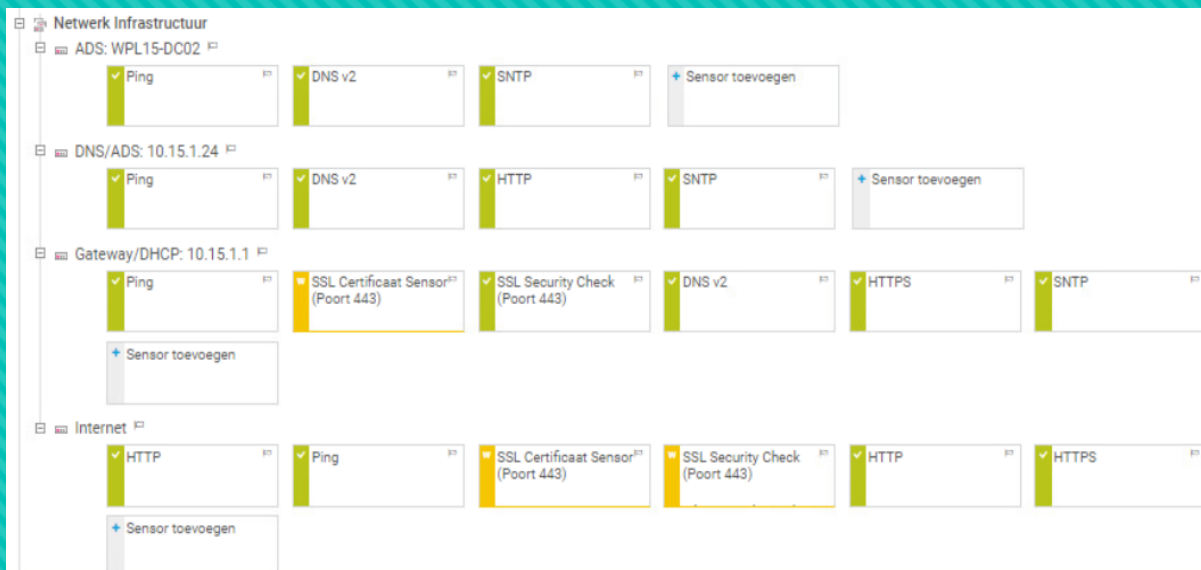 Netwerk Infrastructuur
ADS: WPL15-DC02
Ping
DNS v2
SNTP
Sensor toevoegen
DNS/ADS: 10.15.1.24
Ping
DNS v2
HTTP
SNTP
Sensor toevoegen
Gateway/DHCP: 10.15.1.1
Ping
SSL Certificaat Sensor
(Poort 443)
SSL Security Check
(Poort 443)
DNS v2
HTTPS
SNTP
Sensor toevoegen
Internet
HTTP
Ping
SSL Certificaat Sensor
(Poort 443)
SSL Security Check
(Poort 443)
HTTP
HTTPS
Sensor toevoegen